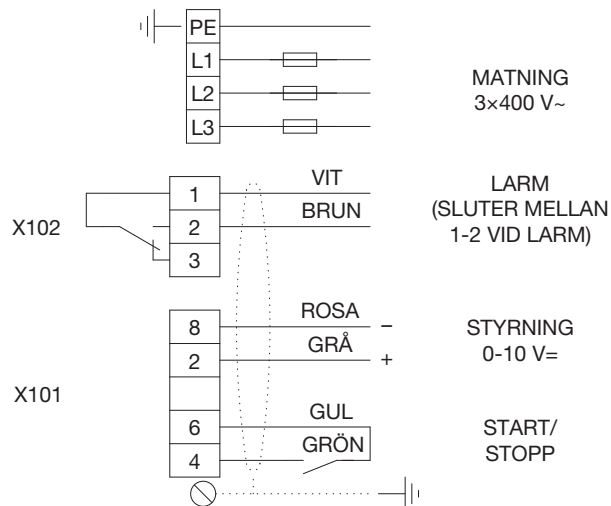 PE
L1
L2
L3
MATNING
3×400 V~
X102
1
2
3
VIT
BRUN
LARM
(SLUTER MELLAN
1-2 VID LARM)
X101
8
2
6
4
ROSA
–
GRÅ
+
STYRNING
0-10 V=
GUL
GRÖN
START/
STOPP